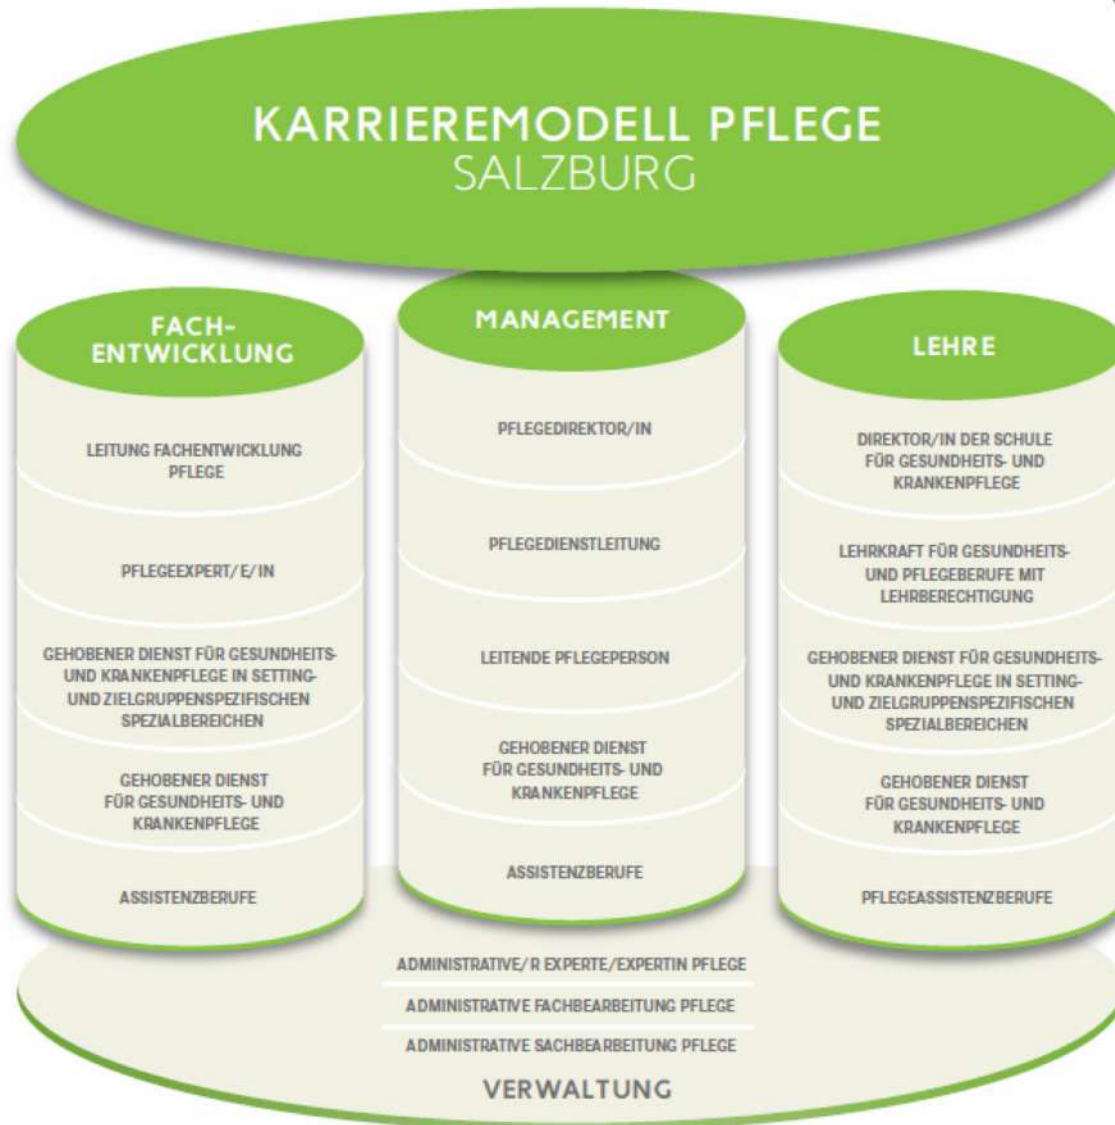 KARRIEREMODELL PFLEGE
SALZBURG
FACH-
ENTWICKLUNG
LEITUNG FACHENTWICKLUNG
PFLEGE
PFLEGEEXPERT/E/IN
GEHOBENER DIENST FÜR GESUNDHEITS-
UND KRANKENPFLEGE IN SETTING-
UND ZIELGRUPPENSPEZIFISCHEN
SPEZIALBEREICHEN
GEHOBENER DIENST
FÜR GESUNDHEITS- UND
KRANKENPFLEGE
ASSISTENZBERUFE
MANAGEMENT
PFLEGEDIREKTOR/IN
PFLEGEDIENSTLEITUNG
LEITENDE PFLEGEPERSON
GEHOBENER DIENST
FÜR GESUNDHEITS- UND
KRANKENPFLEGE
ASSISTENZBERUFE
LEHRE
DIREKTOR/IN DER SCHULE
FÜR GESUNDHEITS- UND
KRANKENPFLEGE
LEHRKRAFT FÜR GESUNDHEITS-
UND PFLEGEBERUFE MIT
LEHRBERECHTIGUNG
GEHOBENER DIENST FÜR GESUNDHEITS-
UND KRANKENPFLEGE IN SETTING-
UND ZIELGRUPPENSPEZIFISCHEN
SPEZIALBEREICHEN
GEHOBENER DIENST
FÜR GESUNDHEITS- UND
KRANKENPFLEGE
PFLEGEASSISTENZBERUFE
ADMINISTRATIVE/R EXPERTE/EXPERTIN PFLEGE
ADMINISTRATIVE FACHBEARBEITUNG PFLEGE
ADMINISTRATIVE SACHBEARBEITUNG PFLEGE
VERWALTUNG